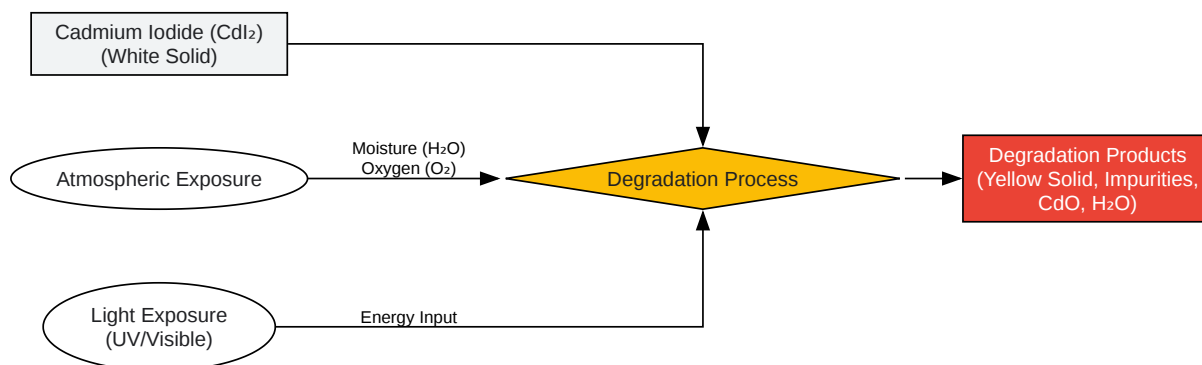 Cadmium Iodide (CdI₂)
(White Solid)
Moisture (H₂O)
Oxygen (O₂)
Atmospheric Exposure
Degradation Process
Degradation Products
(Yellow Solid, Impurities,
CdO, H₂O)
Light Exposure
(UV/Visible)
Energy Input